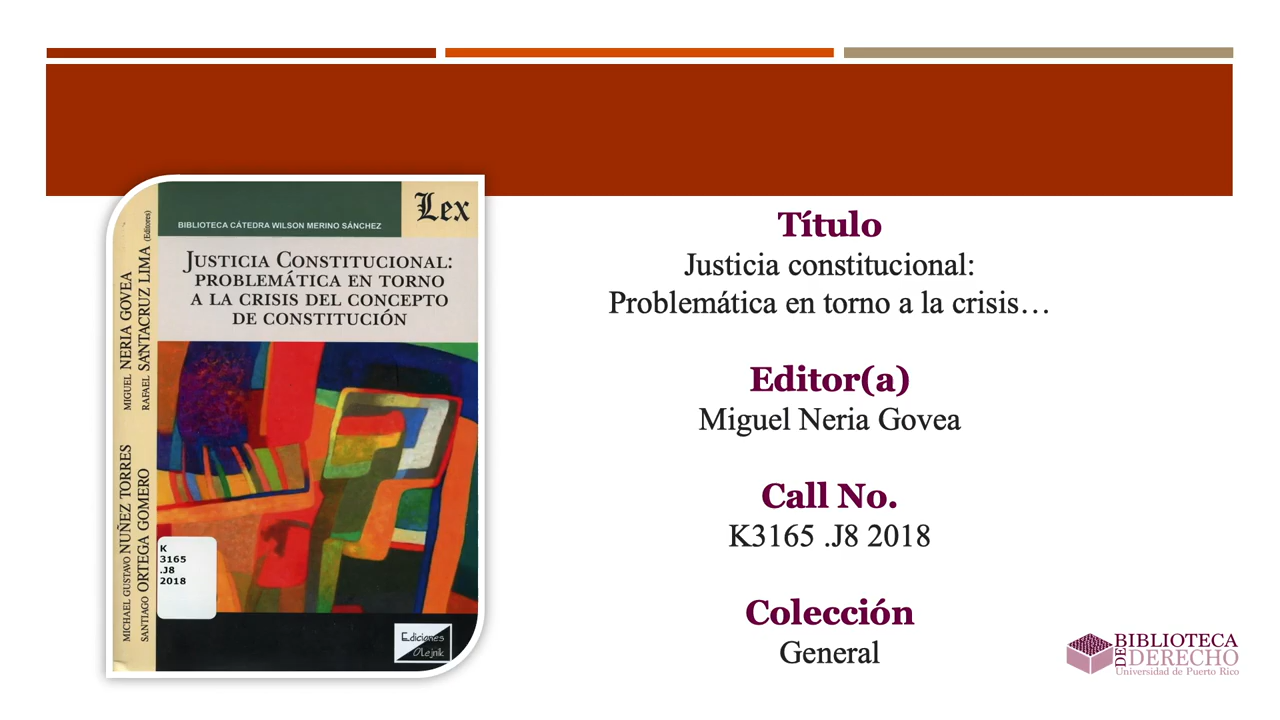 Lex
BIBLIOTECA CÁTEDRA WILSON MERINO SÁNCHEZ
JUSTICIA CONSTITUCIONAL:
PROBLEMÁTICA EN TORNO
A LA CRISIS DEL CONCEPTO
DE CONSTITUCIÓN
MIGUEL NERIA GOVEA
RAFAEL SANTACRUZ LIMA (Editores)
MICHAEL GUSTAVO NUÑEZ TORRES
SANTIAGO ORTEGA GOMERO
K
3165
.J8
2018
Ediciones
Olejnik
Título
Justicia constitucional:
Problemática en torno a la crisis…
Editor(a)
Miguel Neria Govea
Call No.
K3165 .J8 2018
Colección
General
BIBLIOTECA
DE DERECHO
Universidad de Puerto Rico